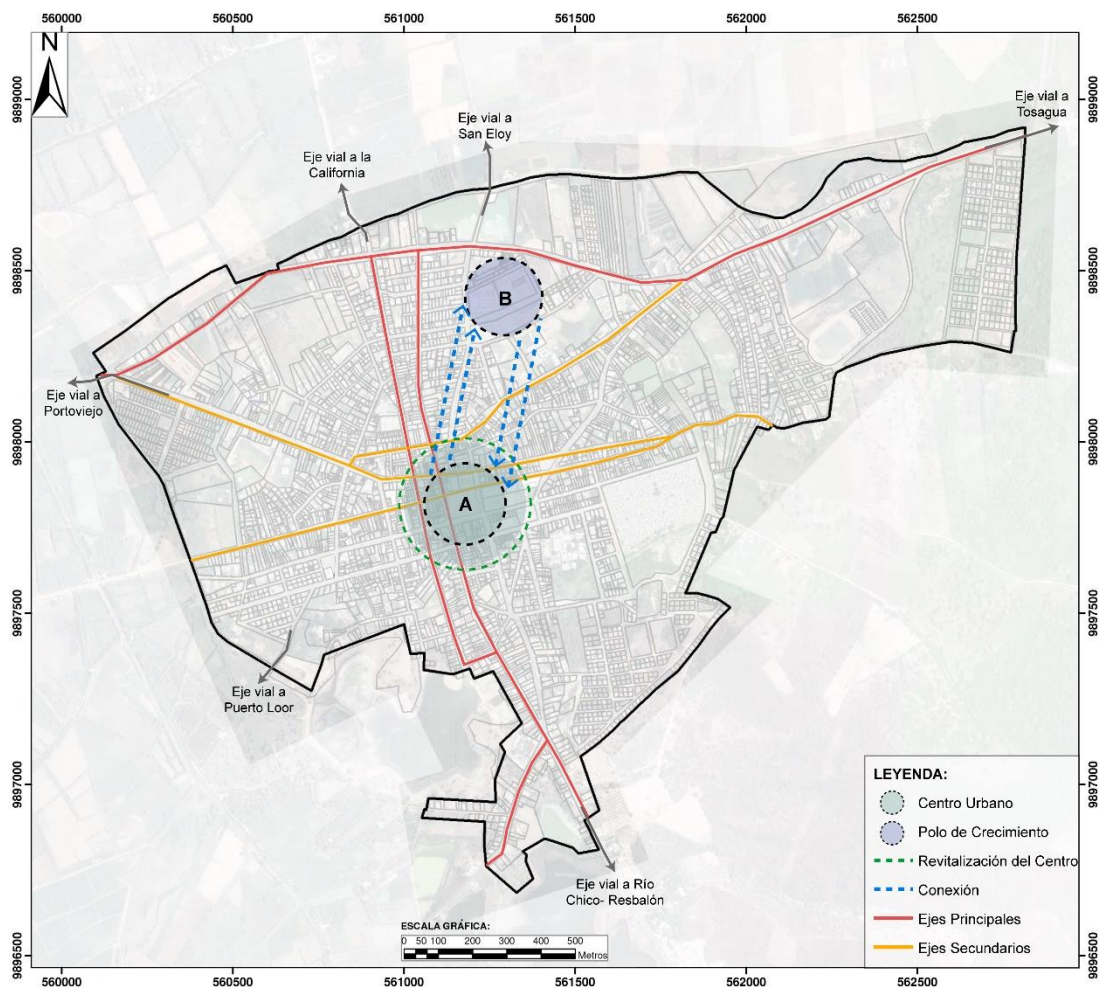 560000
560500
561000
561500
562000
562500
N
9899000
9899000
Eje vial a
Tosagua
Eje vial a
San Eloy
Eje vial a la
California
9898500
9898500
B
Eje vial a
Portoviejo
9898000
9898000
A
9897500
9897500
Eje vial a
Puerto Loor
9897000
9897000
LEYENDA:
Centro Urbano
Polo de Crecimiento
Revitalización del Centro
Conexión
Ejes Principales
Ejes Secundarios
Eje vial a Río
Chico- Resbalón
ESCALA GRÁFICA:
0 50 100 200 300 400 500
Metros
9896500
9896500
560000
560500
561000
561500
562000
562500